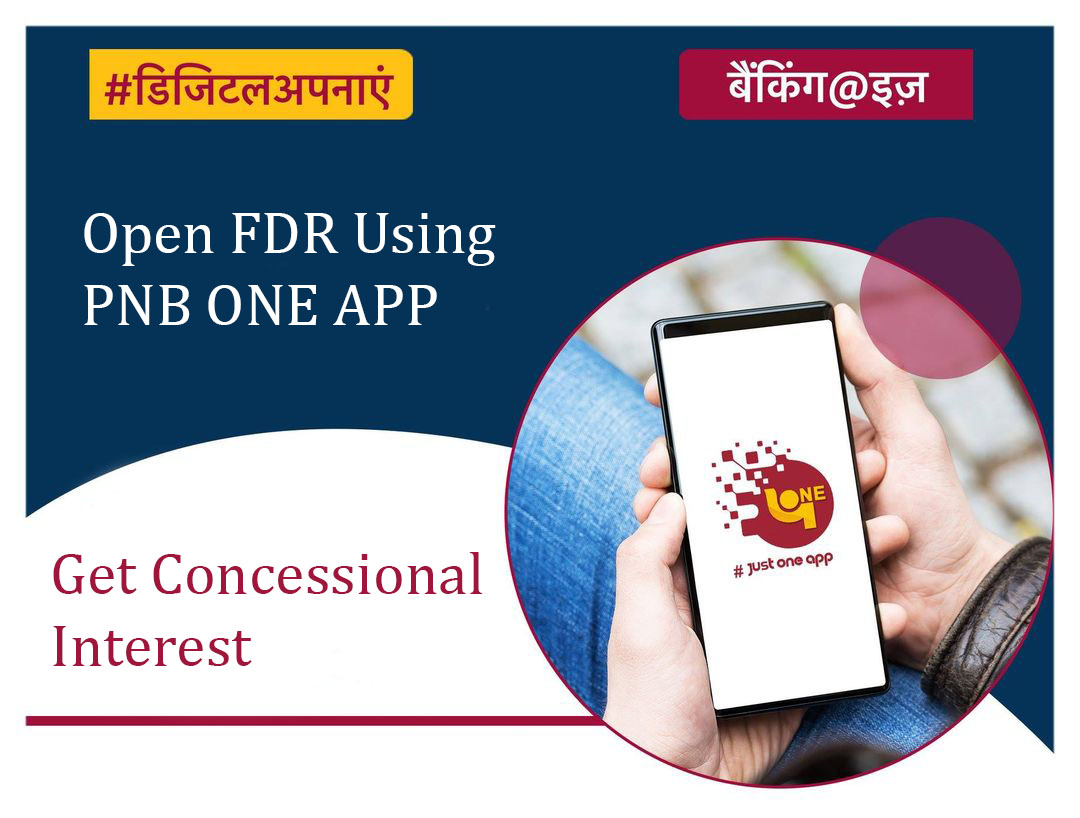 #डिजिटलअपनाएं
बैंकिंग@इज़
Open FDR Using
PNB ONE APP
Get Concessional
Interest
ONE
# just one app